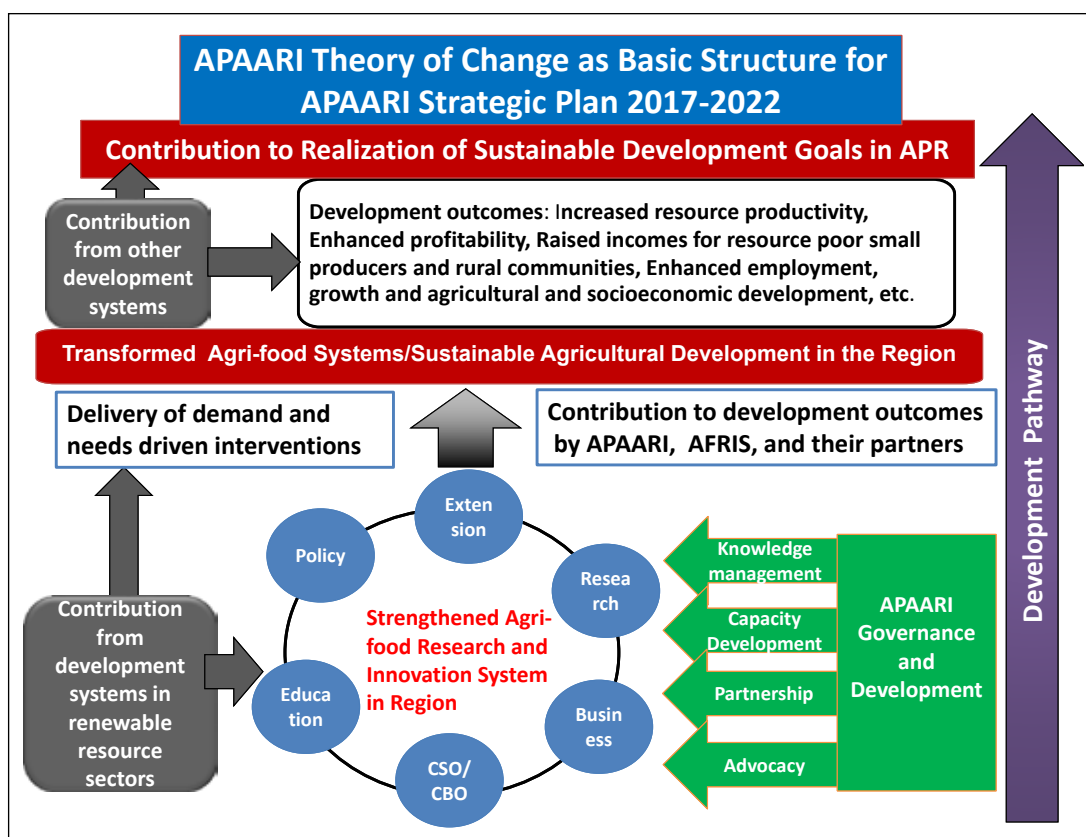 APAARI Theory of Change as Basic Structure for
APAARI Strategic Plan 2017-2022
Contribution to Realization of Sustainable Development Goals in APR
Contribution
from other
development
systems
Development outcomes: Increased resource productivity,
Enhanced profitability, Raised incomes for resource poor small
producers and rural communities, Enhanced employment,
growth and agricultural and socioeconomic development, etc.
Transformed Agri-food Systems/Sustainable Agricultural Development in the Region
Delivery of demand and
needs driven interventions
Contribution to development outcomes
by APAARI, AFRIS, and their partners
Contribution
from
development
systems in
renewable
resource
sectors
Policy
Exten
sion
Resea
rch
Busin
ess
CSO/
CBO
Educa
tion
Strengthened Agri-
food Research and
Innovation System
in Region
Knowledge
management
Capacity
Development
Partnership
Advocacy
APAARI
Governance
and
Development
Development Pathway